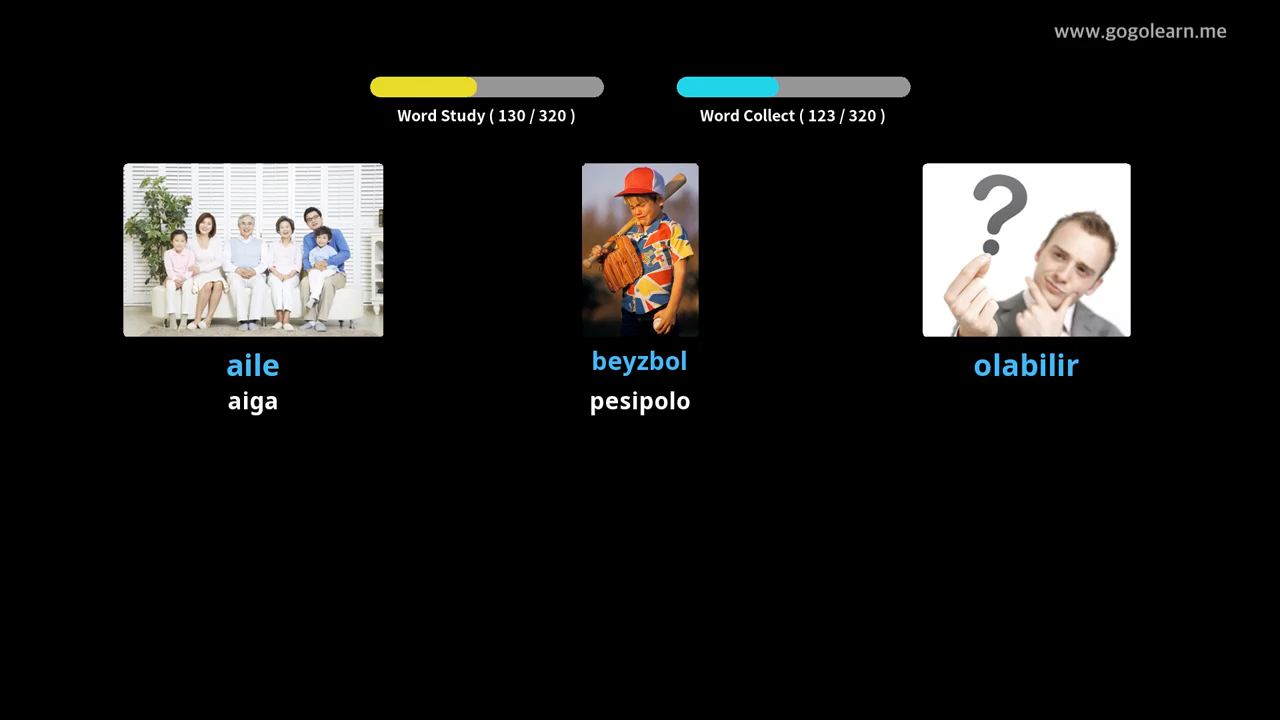 www.gogolearn.me
Word Study ( 130 / 320 )
Word Collect ( 123 / 320 )
aile
aiga
beyzbol
pesipolo
olabilir